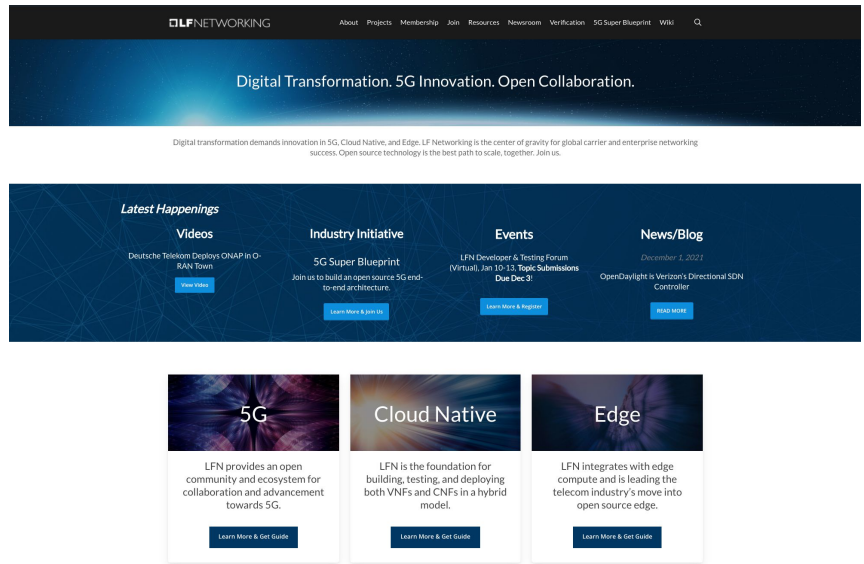 LFNETWORKING
About Projects Membership Join Resources Newsroom Verification 5G Super Blueprint Wiki
Digital Transformation. 5G Innovation. Open Collaboration.
Digital transformation demands innovation in 5G, Cloud Native, and Edge. LF Networking is the center of gravity for global carrier and enterprise networking
success. Open source technology is the best path to scale, together. Join us.
Latest Happenings
Videos
Deutsche Telekom Deploys ONAP in O-
RAN Town
View Video
Industry Initiative
5G Super Blueprint
Join us to build an open source 5G end-
to-end architecture.
Learn More & Join Us
Events
LFN Developer & Testing Forum
(Virtual), Jan 10-13, Topic Submissions
Due Dec 3!
Learn More & Register
News/Blog
December 1, 2021
OpenDaylight is Verizon's Directional SDN
Controller
READ MORE
5G
LFN provides an open
community and ecosystem for
collaboration and advancement
towards 5G.
Learn More & Get Guide
Cloud Native
LFN is the foundation for
building, testing, and deploying
both VNFs and CNFs in a hybrid
model.
Learn More & Get Guide
Edge
LFN integrates with edge
compute and is leading the
telecom industry's move into
open source edge.
Learn More & Get Guide